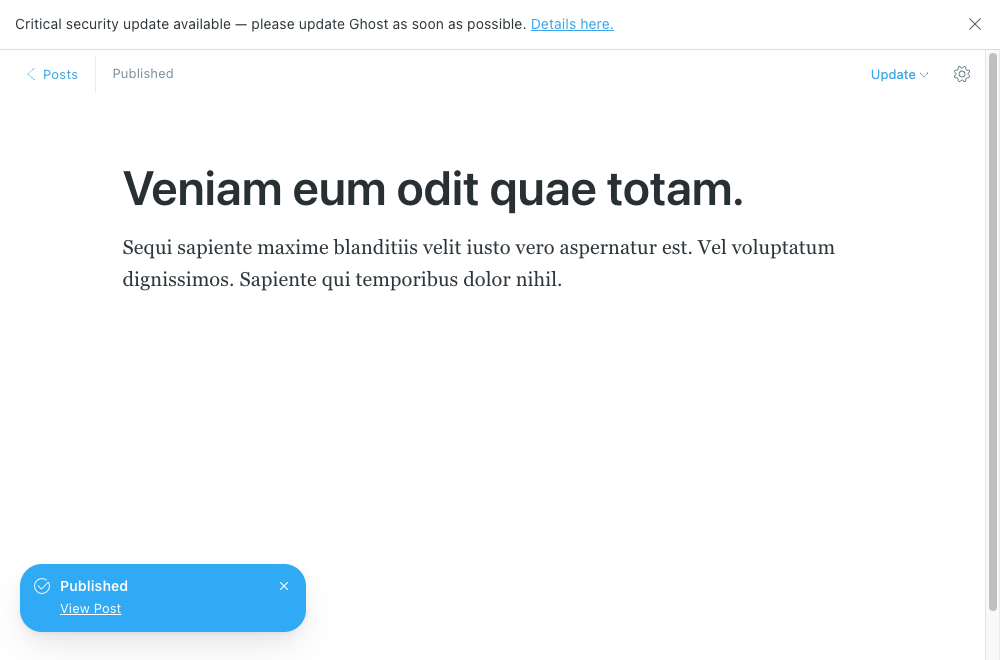 Critical security update available — please update Ghost as soon as possible. Details here.
Posts
Published
Update
Veniam eum odit quae totam.
Sequi sapiente maxime blanditiis velit iusto vero aspernatur est. Vel voluptatum
dignissimos. Sapiente qui temporibus dolor nihil.
Published
View Post